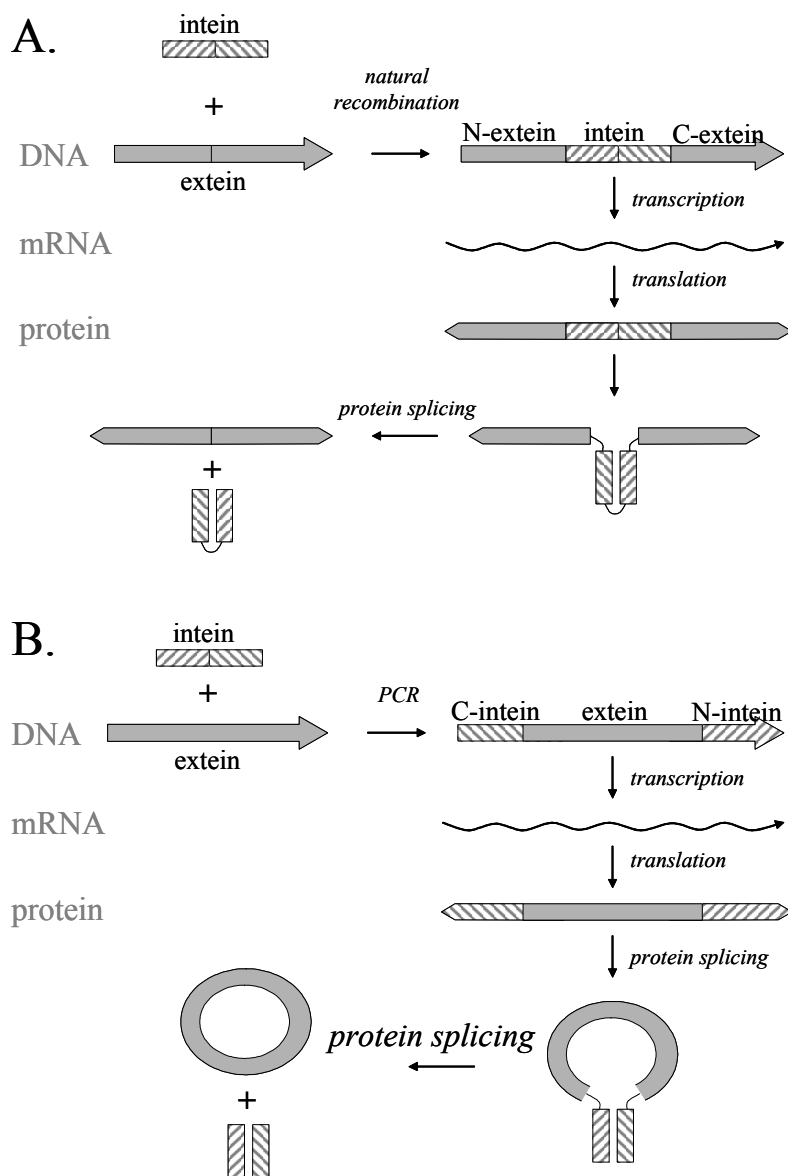 A.
intein
+
natural
recombination
N-extein intein C-extein
DNA
extein
transcription
mRNA
translation
protein
protein splicing
+
B.
intein
+
PCR
C-intein extein N-intein
DNA
extein
transcription
mRNA
translation
protein
protein splicing
protein splicing
+